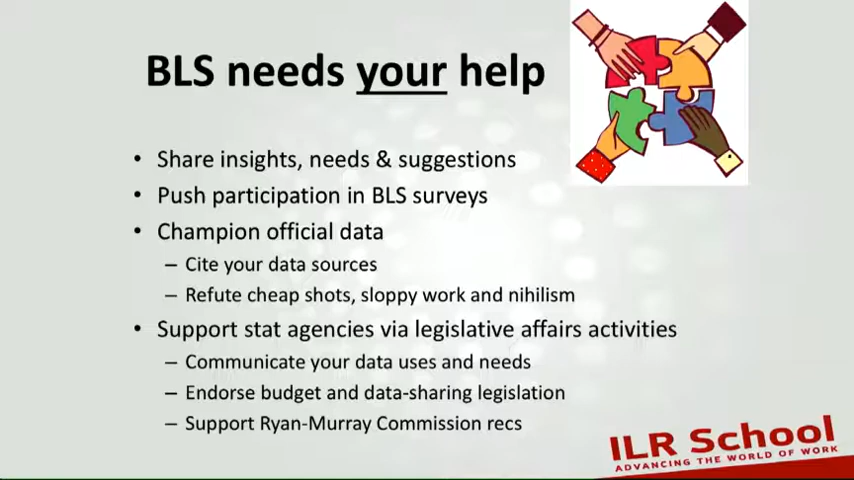 BLS needs your help
• Share insights, needs & suggestions
• Push participation in BLS surveys
• Champion official data
– Cite your data sources
– Refute cheap shots, sloppy work and nihilism
• Support stat agencies via legislative affairs activities
– Communicate your data uses and needs
– Endorse budget and data-sharing legislation
– Support Ryan-Murray Commission recs
ILR School
ADVANCING THE WORLD OF WORK